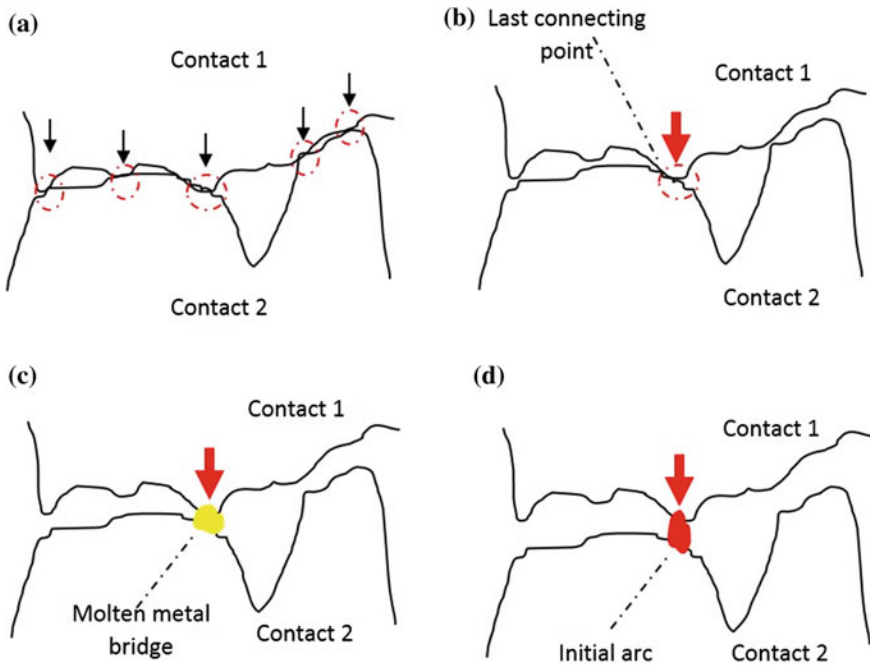 (a)
Contact 1
Contact 2
(b)
Last connecting
point
Contact 1
Contact 2
(c)
Contact 1
Molten metal
bridge
Contact 2
(d)
Contact 1
Initial arc
Contact 2